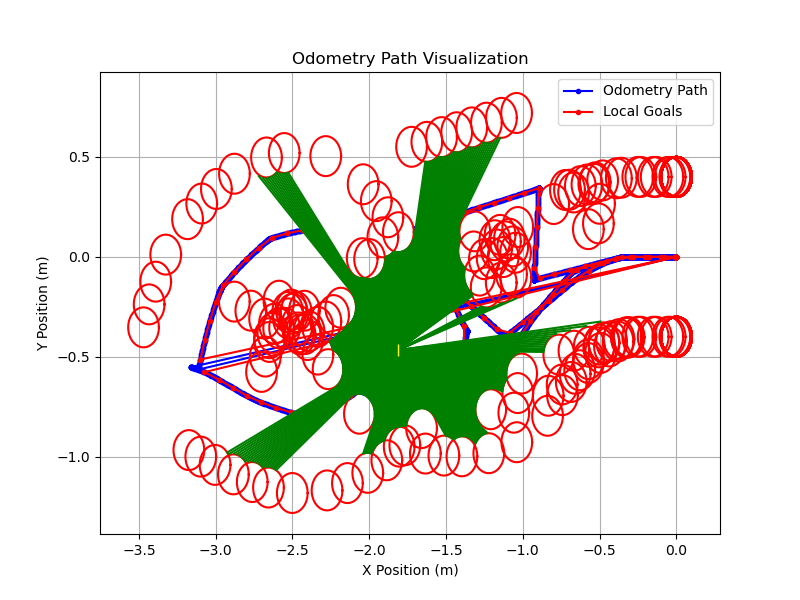 Odometry Path Visualization
Odometry Path
Local Goals
Y Position (m)
0.5
0.0
−0.5
−1.0
−3.5 −3.0 −2.5 −2.0 −1.5 −1.0 −0.5 0.0
X Position (m)